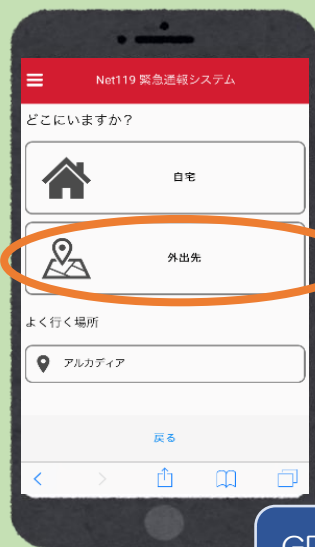 Net119 緊急通報システム
どこにいますか？
自宅
外出先
よく行く場所
アルカディア
戻る